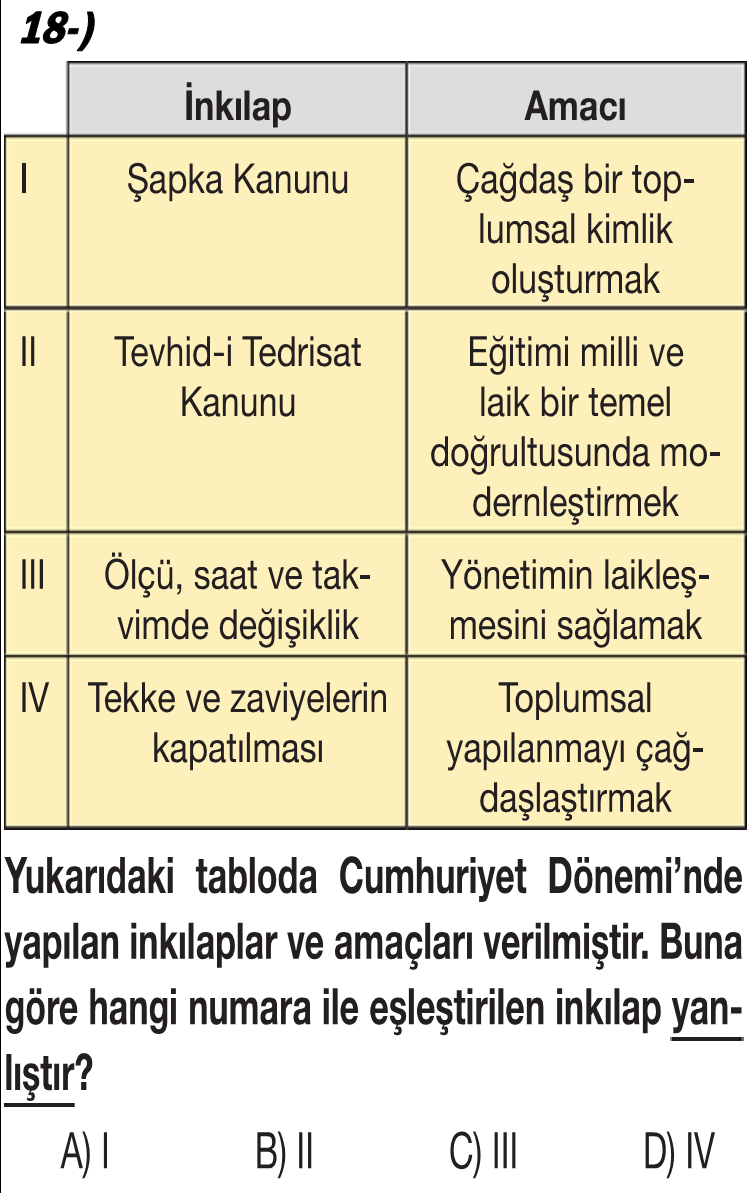 18-)
İnkılap Amacı
I Şapka Kanunu Çağdaş bir top-
lumsal kimlik
oluşturmak
II Tevhid-i Tedrisat Eğitimi milli ve
Kanunu laik bir temel
doğrultusunda mo-
dernleştirmek
III Ölçü, saat ve tak- Yönetimin laikleş-
vimde değişiklik mesini sağlamak
IV Tekke ve zaviyelerin Toplumsal
kapatılması yapılanmayı çağ-
daşlaştırmak
Yukarıdaki tabloda Cumhuriyet Dönemi’nde
yapılan inkılaplar ve amaçları verilmiştir. Buna
göre hangi numara ile eşleştirilen inkılap yan-
lıştır?
A) I B) II C) III D) IV